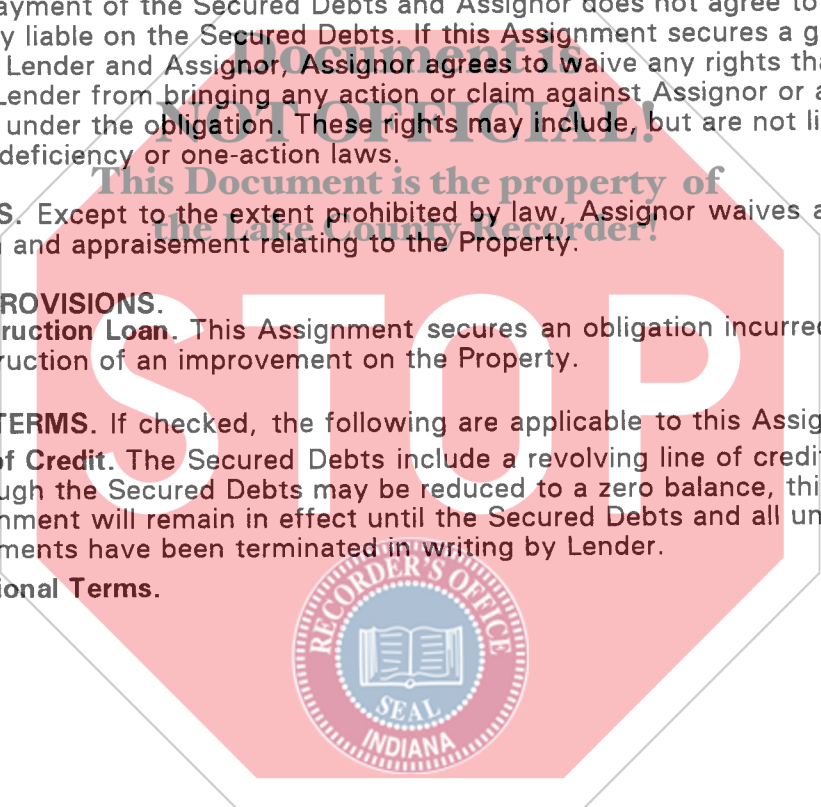 ayment of the Secured Debts and Assignor does not agree to
y liable on the Secured Debts. If this Assignment secures a g
Lender and Assignor, Assignor agrees to waive any rights tha
Lender from bringing any action or claim against Assignor or a
under the obligation. These rights may include, but are not li
deficiency or one-action laws.
S. Except to the extent prohibited by law, Assignor waives a
n and appraisement relating to the Property.
ROVISIONS.
ruction Loan. This Assignment secures an obligation incurred
ruction of an improvement on the Property.
TERMS. If checked, the following are applicable to this Assig
of Credit. The Secured Debts include a revolving line of credit
ugh the Secured Debts may be reduced to a zero balance, thi
nment will remain in effect until the Secured Debts and all un
ments have been terminated in writing by Lender.
ional Terms.
Document is
NOT OFFICIAL!
This Document is the property of
the Lake County Recorder!
STOP
RECORDER'S OFFICE
SEAL
INDIANA